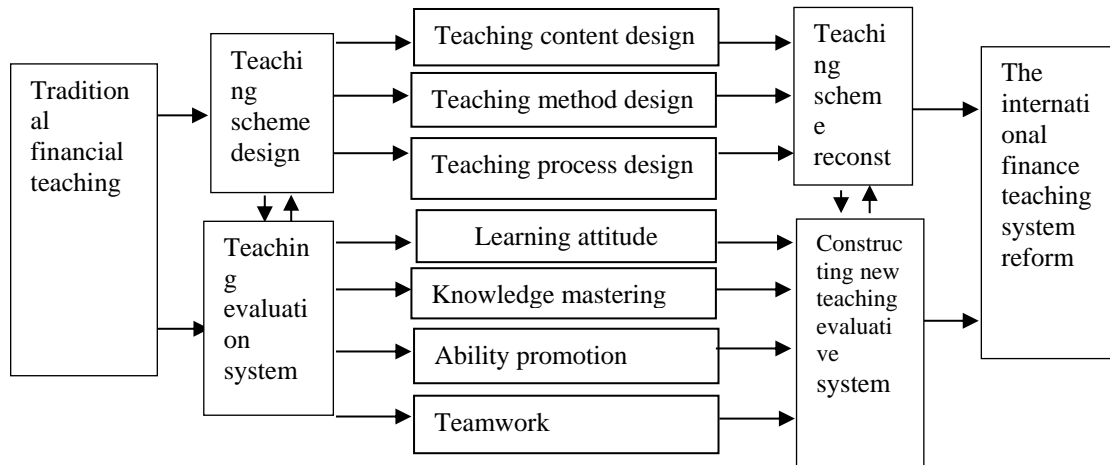 Tradition
al
financial
teaching
Teachi
ng
scheme
design
Teachin
g
evaluati
on
system
Teaching content design
Teaching method design
Teaching process design
Learning attitude
Knowledge mastering
Ability promotion
Teamwork
Teachi
ng
schem
e
reconst
Construc
ting new
teaching
evaluati
ve
system
The
internati
onal
finance
teaching
system
reform